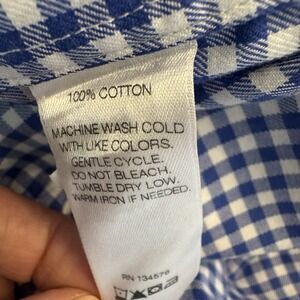 100% COTTON
MACHINE WASH COLD
WITH LIKE COLORS.
GENTLE CYCLE.
DO NOT BLEACH.
TUMBLE DRY LOW.
WARM IRON IF NEEDED.
RN 134576